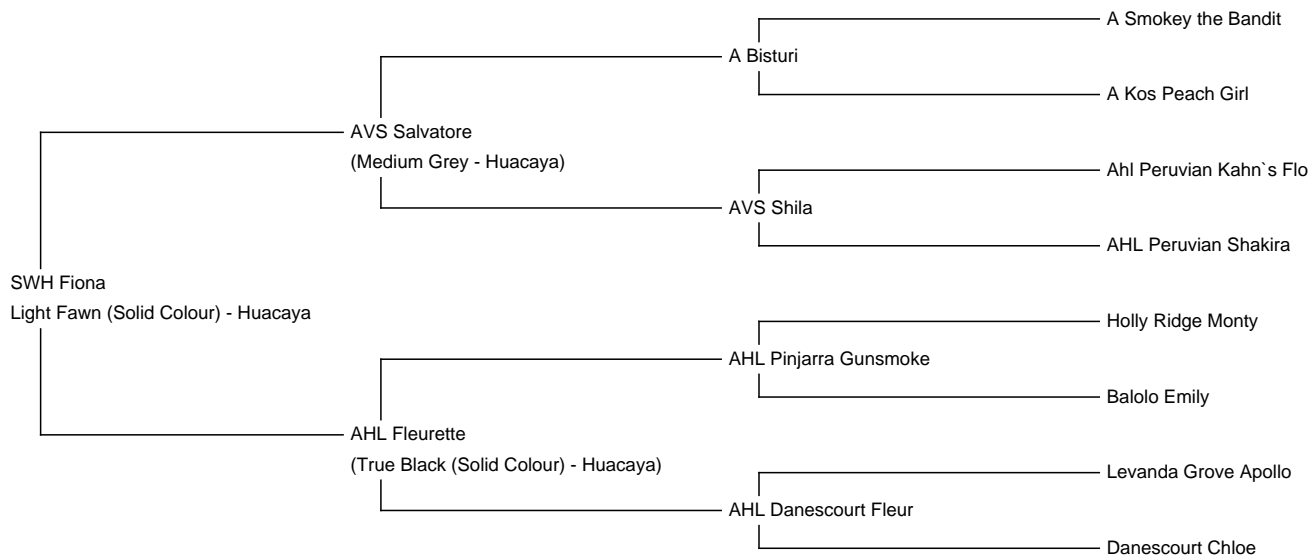 A Smokey the Bandit
A Bisturi
A Kos Peach Girl
AVS Salvatore
(Medium Grey - Huacaya)
Ahl Peruvian Kahn`s Flo
AVS Shila
AHL Peruvian Shakira
SWH Fiona
Light Fawn (Solid Colour) - Huacaya
Holly Ridge Monty
AHL Pinjarra Gunsmoke
Balolo Emily
AHL Fleurette
(True Black (Solid Colour) - Huacaya)
Levanda Grove Apollo
AHL Danescourt Fleur
Danescourt Chloe